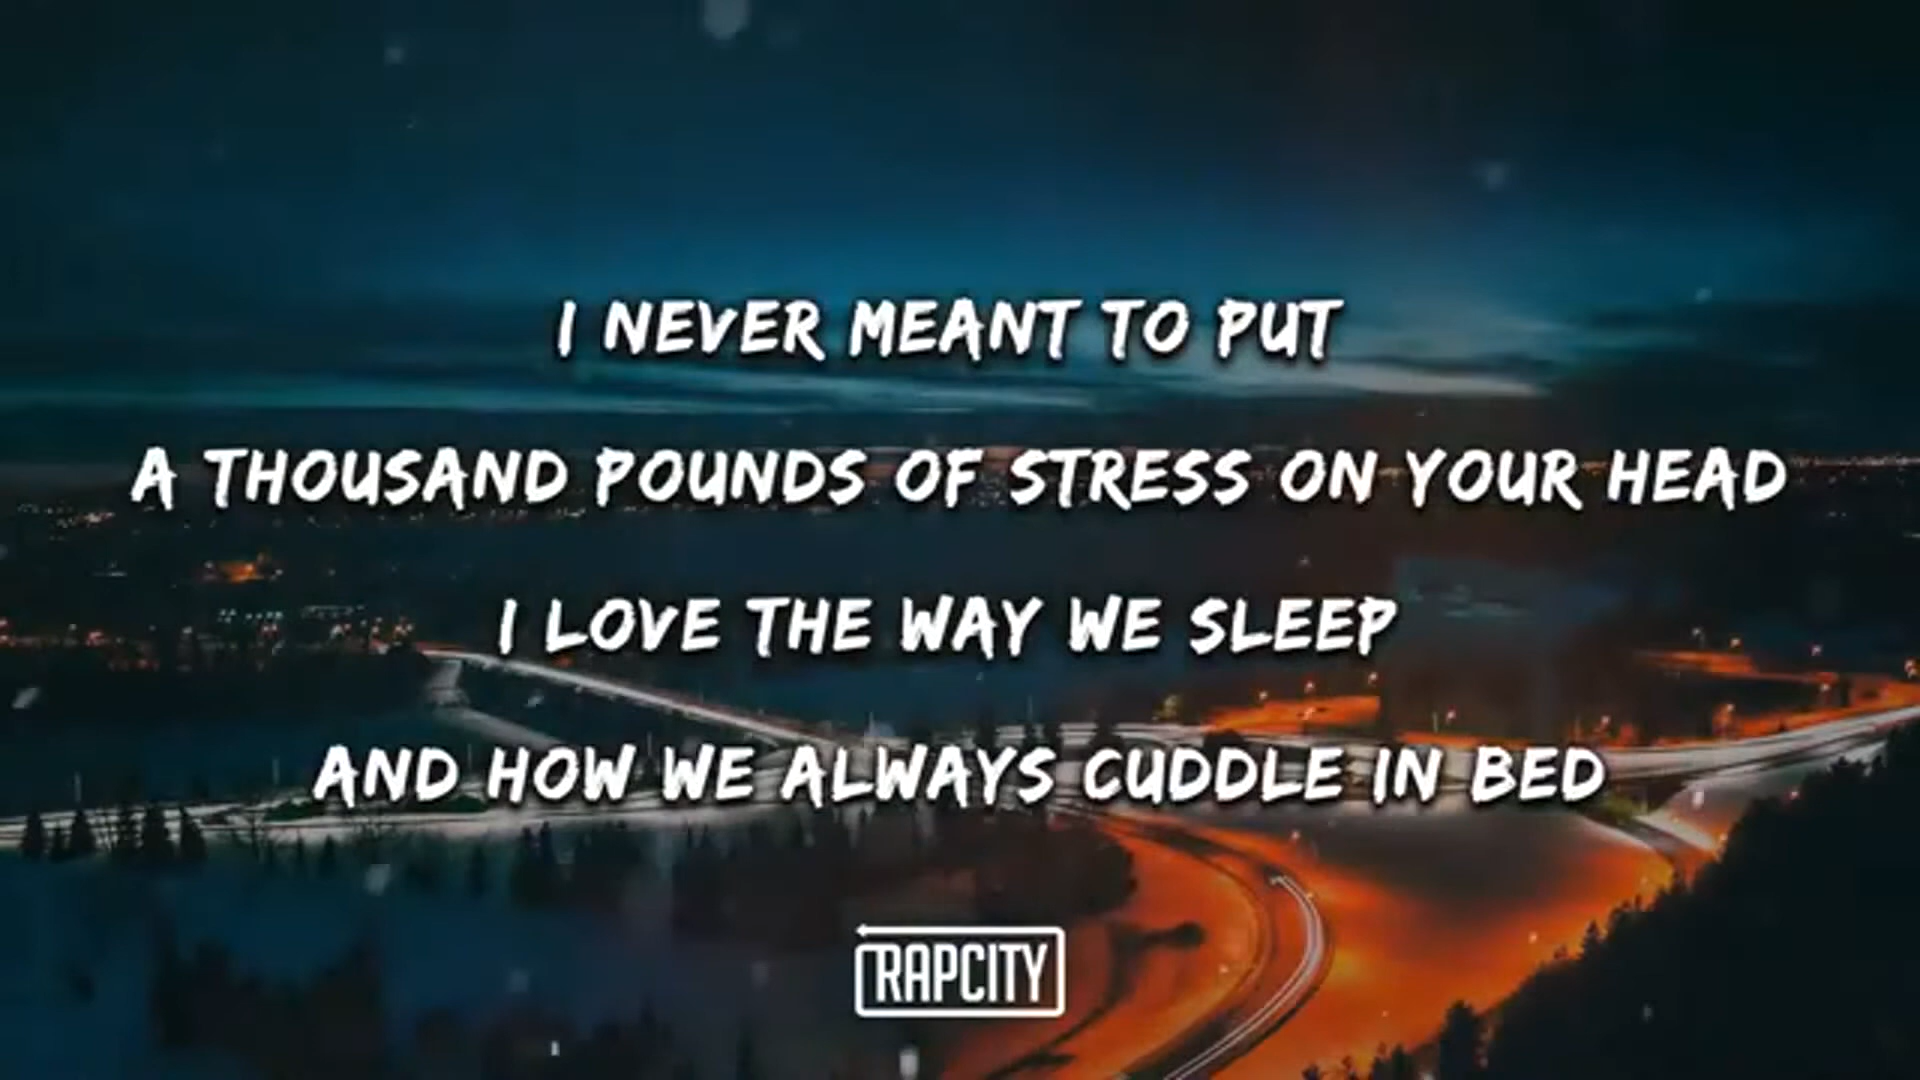 I NEVER MEANT TO PUT
A THOUSAND POUNDS OF STRESS ON YOUR HEAD
I LOVE THE WAY WE SLEEP
AND HOW WE ALWAYS CUDDLE IN BED
RAPCITY